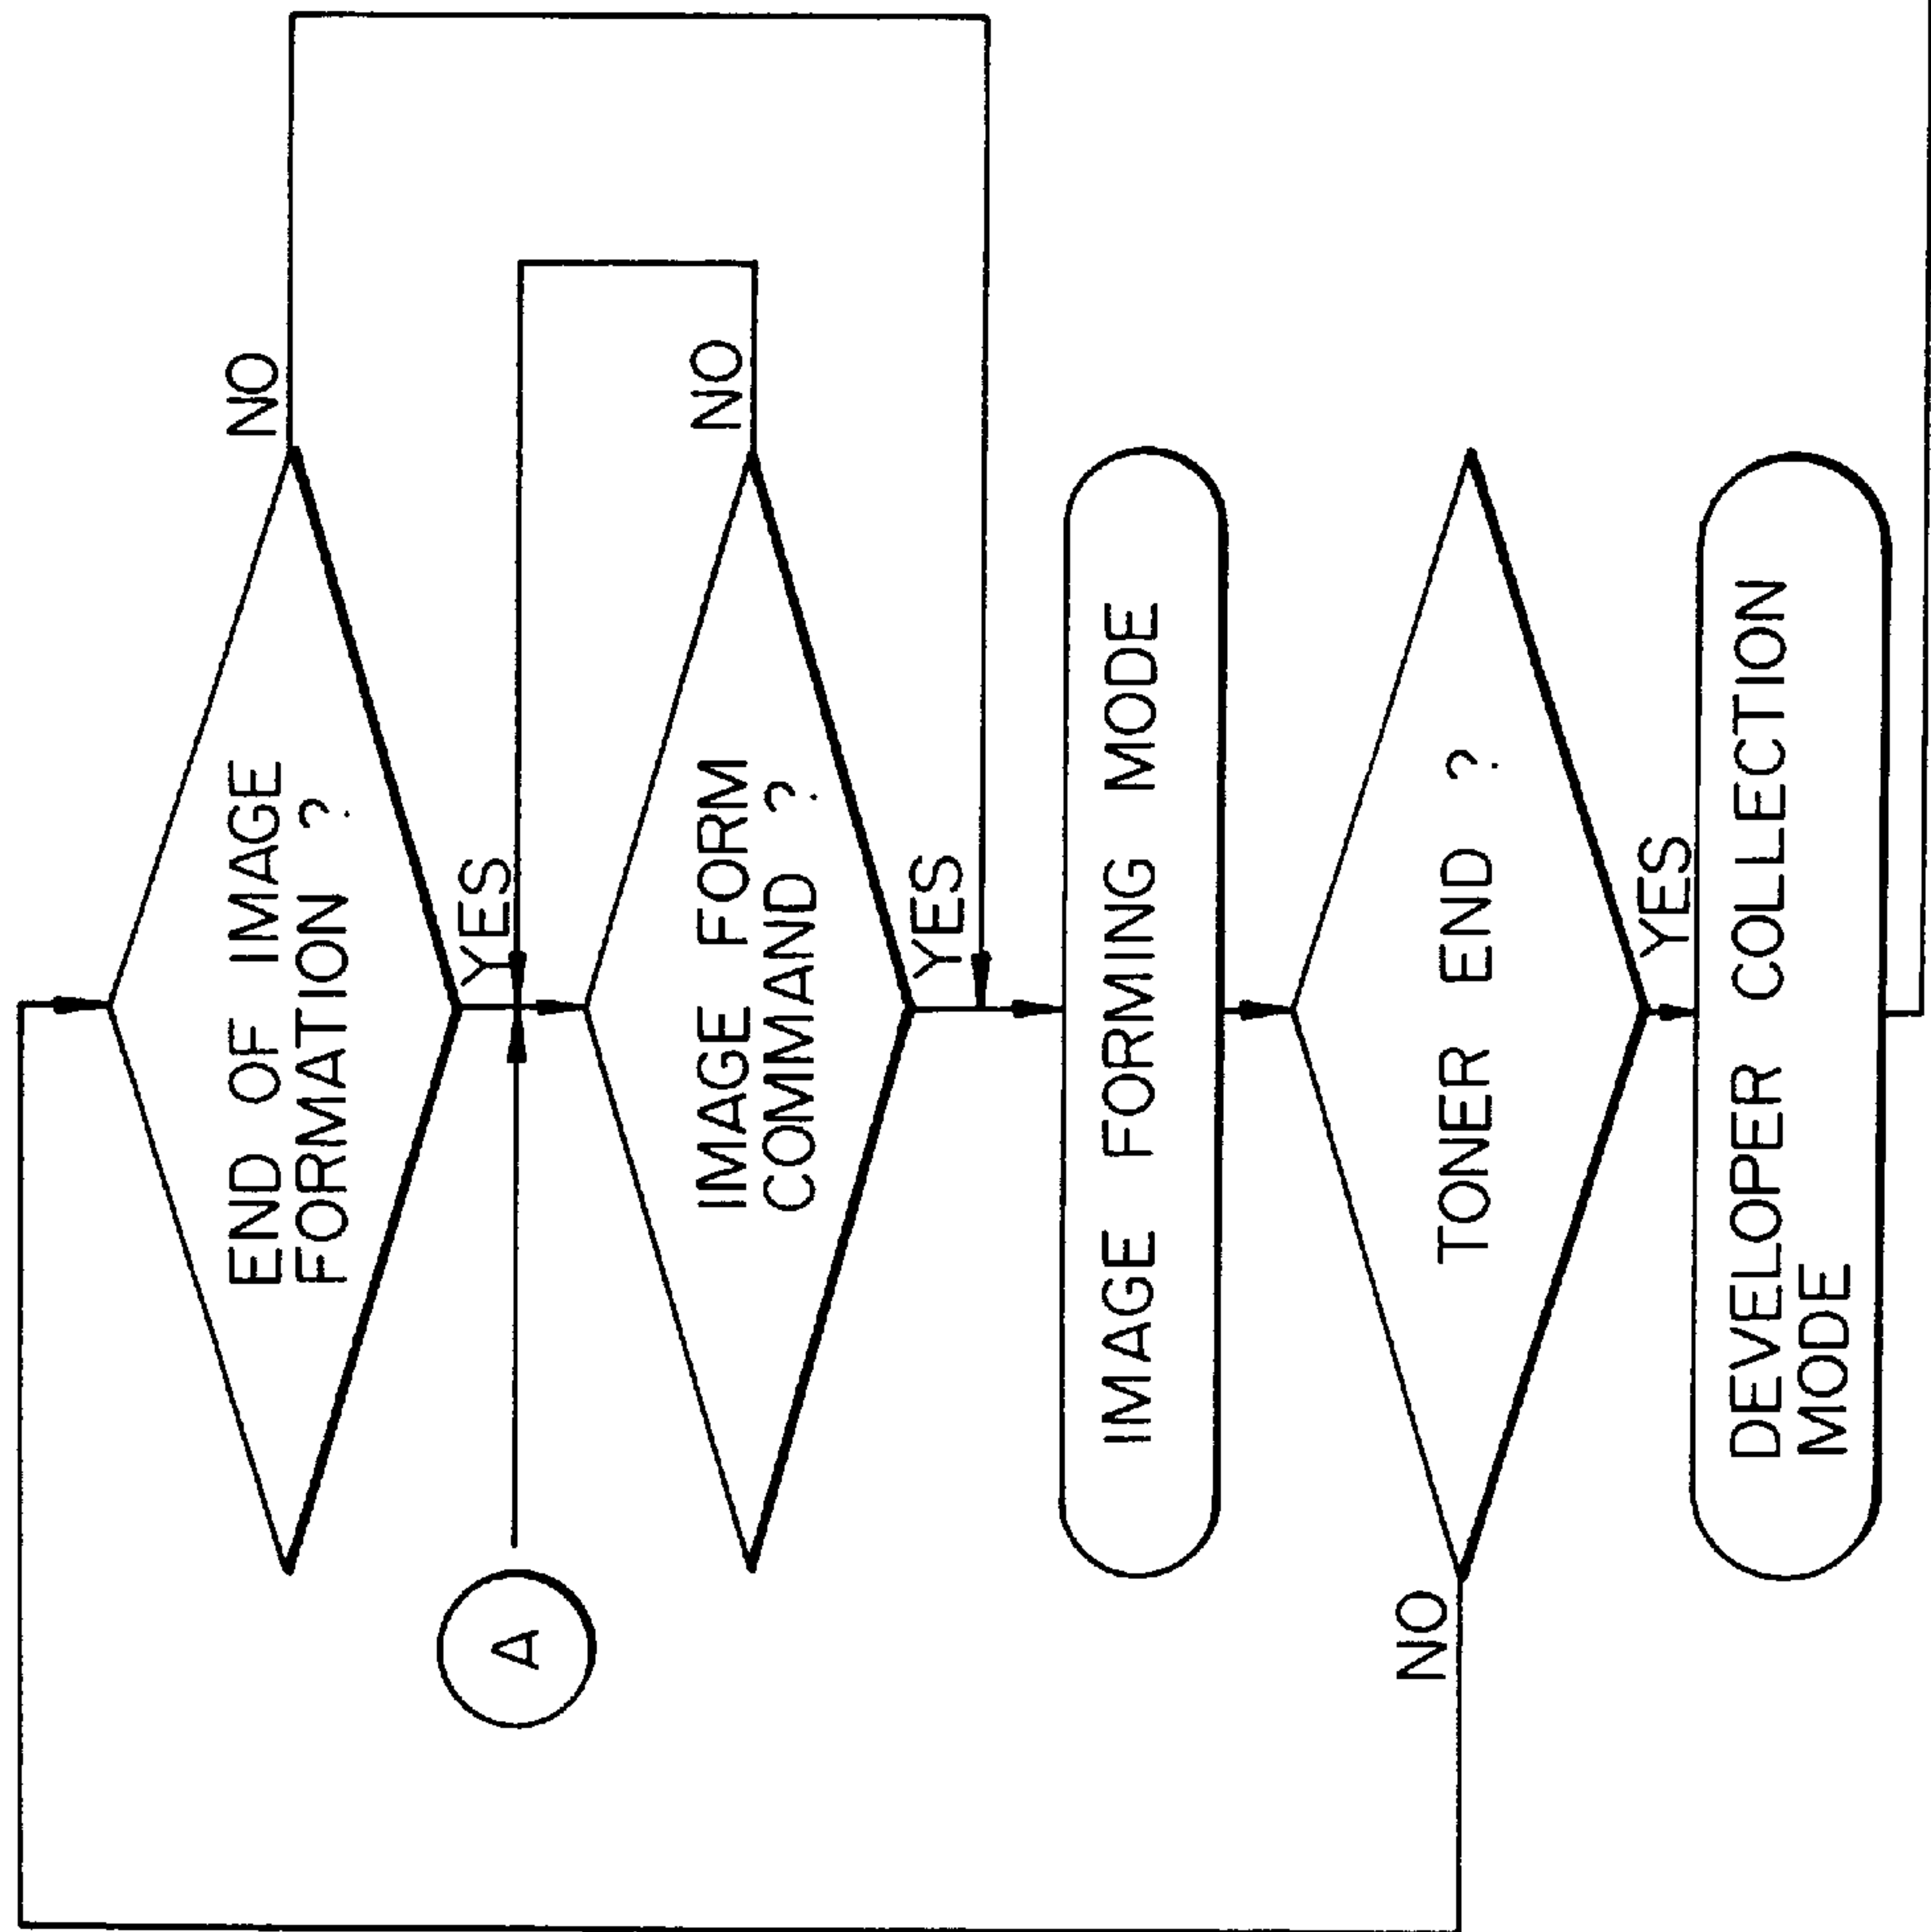 END OF IMAGE
FORMATION ?
NO
YES
A
IMAGE FORM
COMMAND ?
NO
YES
IMAGE FORMING MODE
TONER END ?
NO
YES
DEVELOPER COLLECTION
MODE